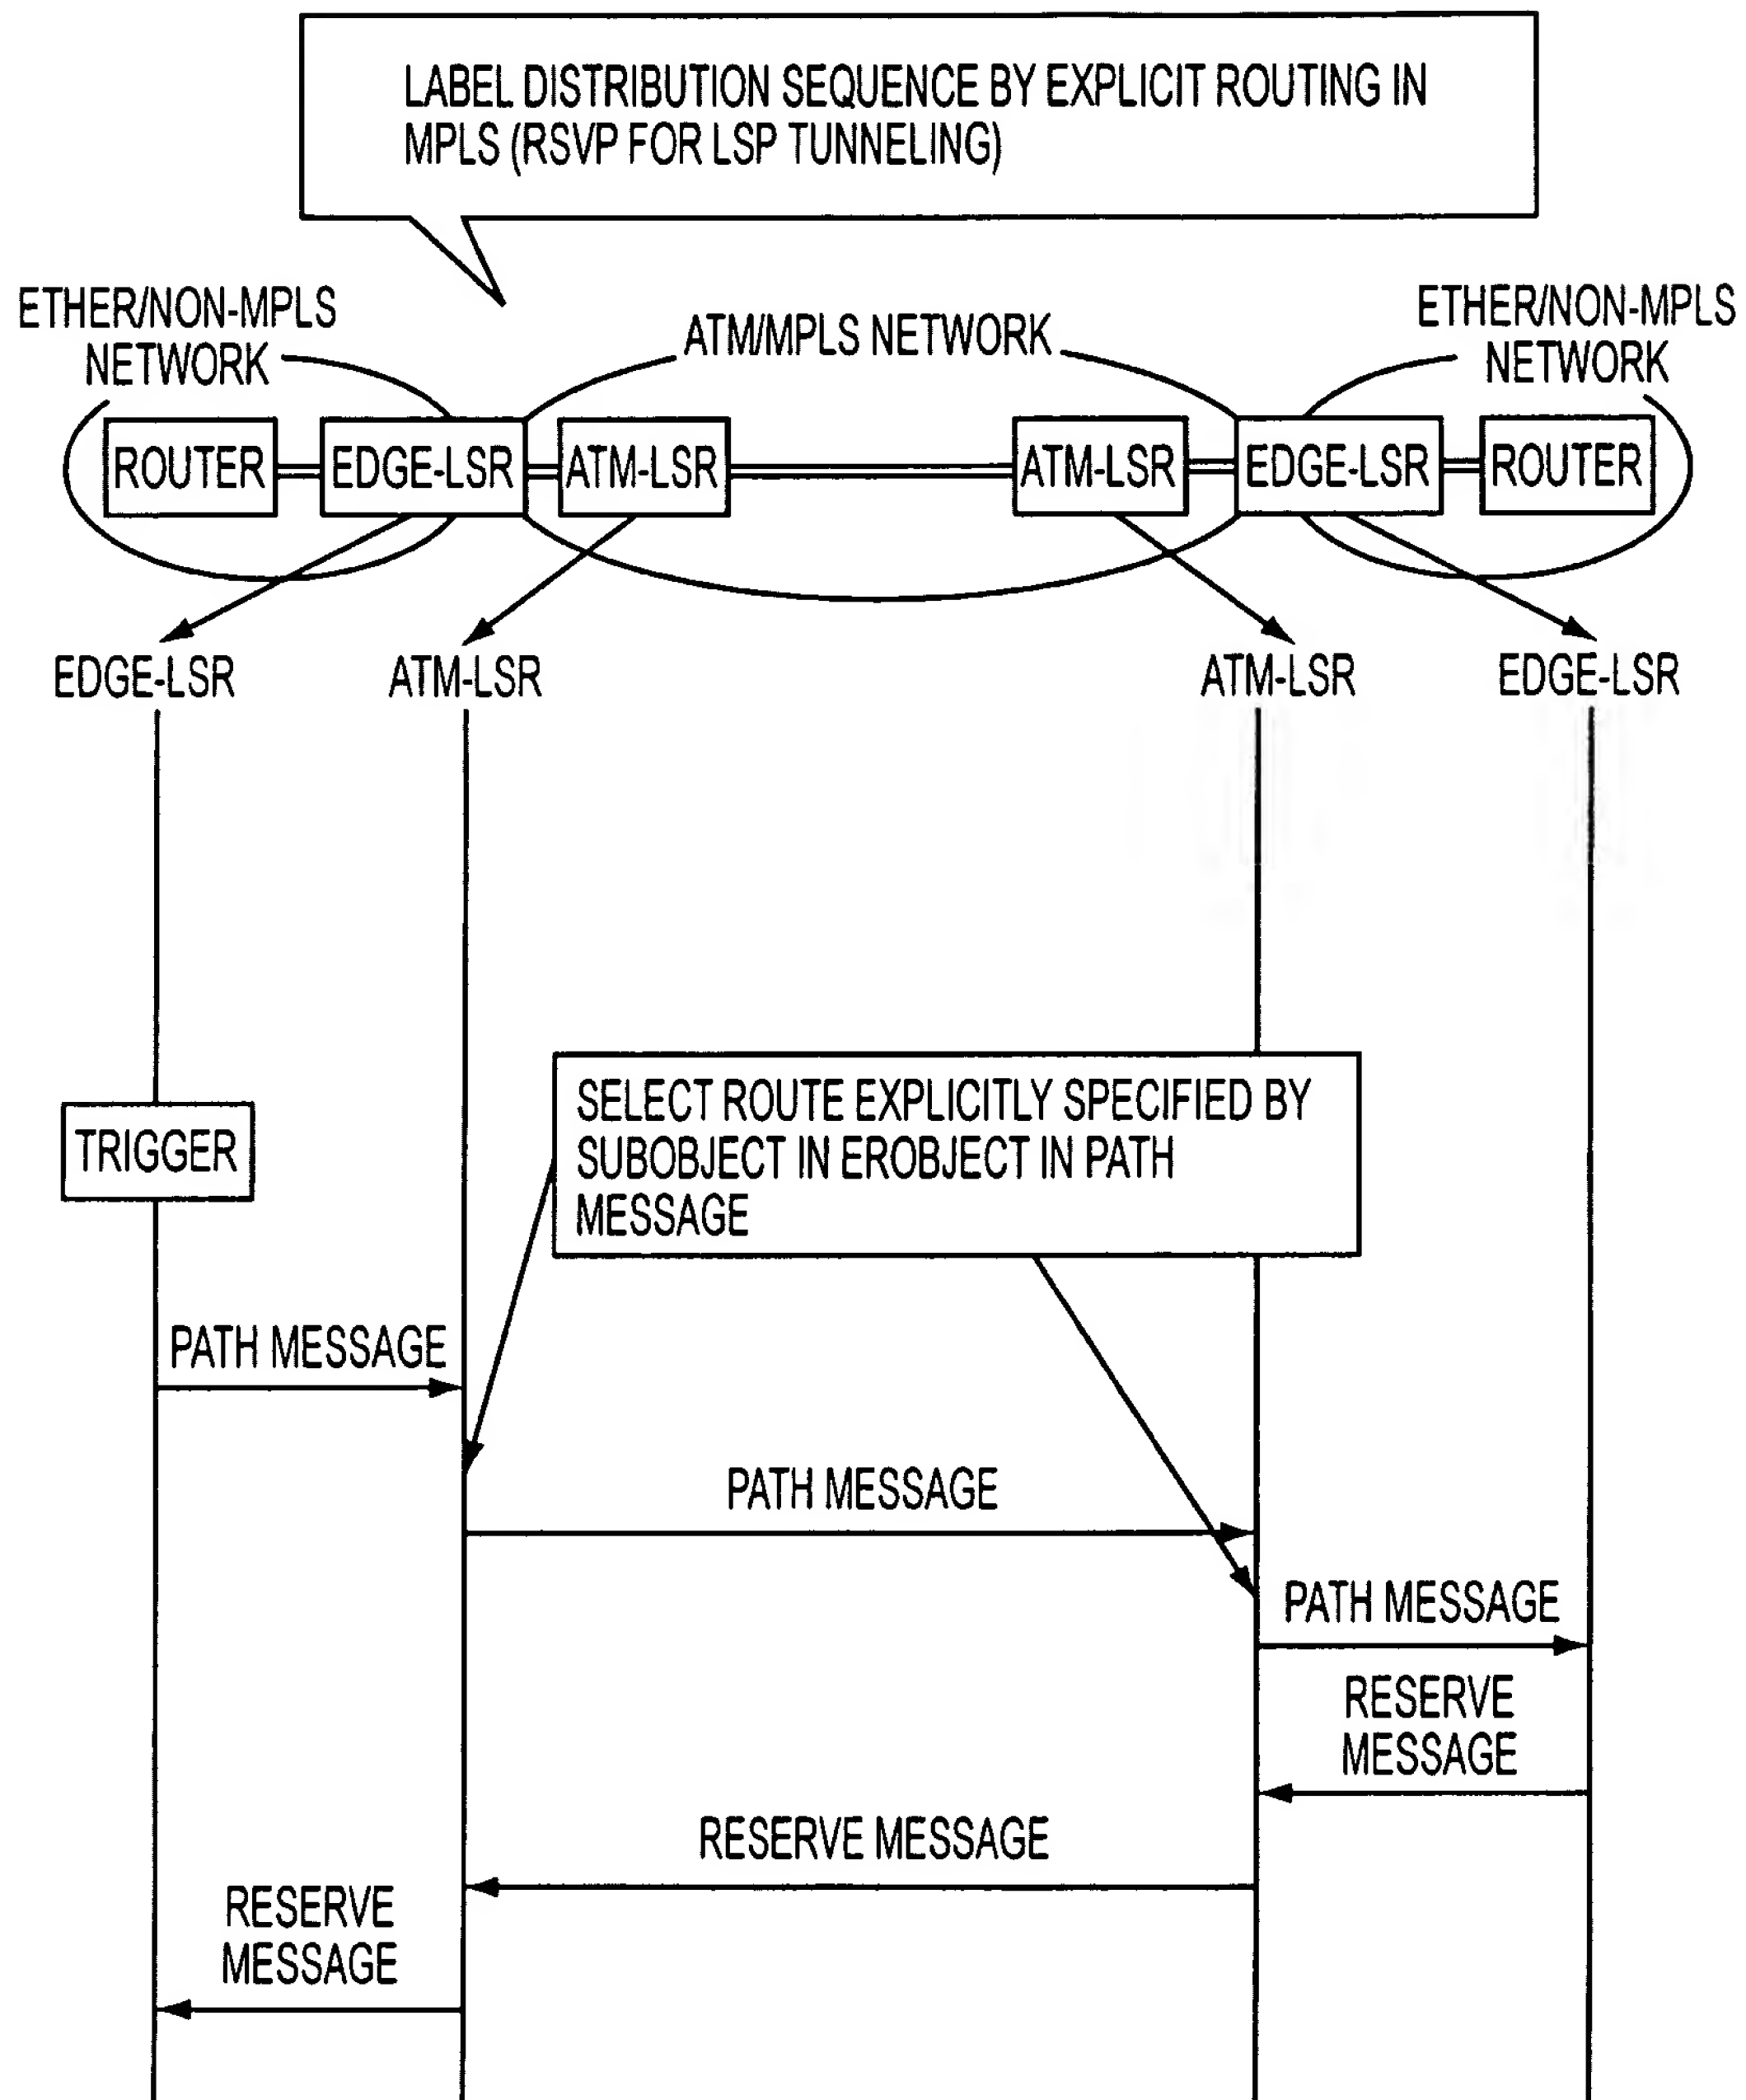 LABEL DISTRIBUTION SEQUENCE BY EXPLICIT ROUTING IN
MPLS (RSVP FOR LSP TUNNELING)
ETHER/NON-MPLS
NETWORK
ATM/MPLS NETWORK
ETHER/NON-MPLS
NETWORK
ROUTER
EDGE-LSR
ATM-LSR
ATM-LSR
EDGE-LSR
ROUTER
EDGE-LSR
ATM-LSR
ATM-LSR
EDGE-LSR
TRIGGER
SELECT ROUTE EXPLICITLY SPECIFIED BY
SUBOBJECT IN EROBJECT IN PATH
MESSAGE
PATH MESSAGE
PATH MESSAGE
PATH MESSAGE
RESERVE
MESSAGE
RESERVE MESSAGE
RESERVE
MESSAGE